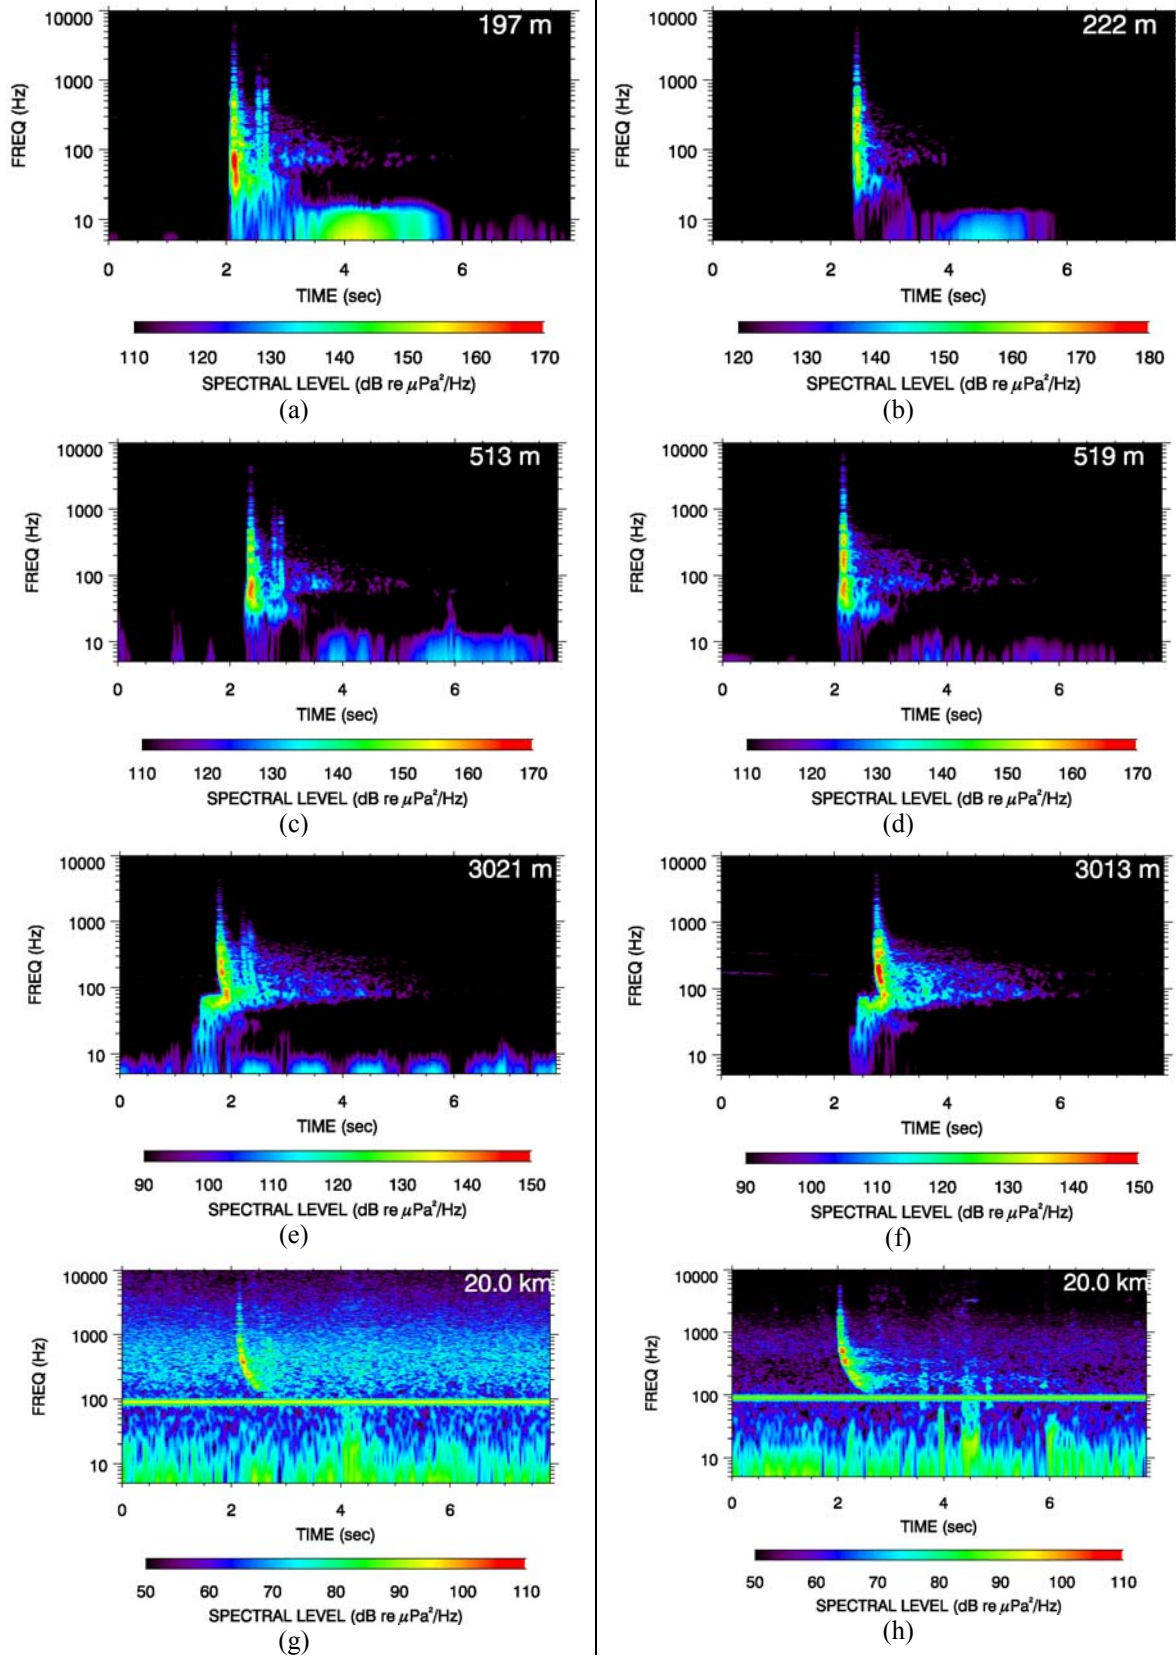 10000
197 m
1000
100
10
FREQ (Hz)
0 2 4 6
TIME (sec)
110 120 130 140 150 160 170
SPECTRAL LEVEL (dB re μPa²/Hz)
(a)
10000
222 m
1000
100
10
FREQ (Hz)
0 2 4 6
TIME (sec)
120 130 140 150 160 170 180
SPECTRAL LEVEL (dB re μPa²/Hz)
(b)
10000
513 m
1000
100
10
FREQ (Hz)
0 2 4 6
TIME (sec)
110 120 130 140 150 160 170
SPECTRAL LEVEL (dB re μPa²/Hz)
(c)
10000
519 m
1000
100
10
FREQ (Hz)
0 2 4 6
TIME (sec)
110 120 130 140 150 160 170
SPECTRAL LEVEL (dB re μPa²/Hz)
(d)
10000
3021 m
1000
100
10
FREQ (Hz)
0 2 4 6
TIME (sec)
90 100 110 120 130 140 150
SPECTRAL LEVEL (dB re μPa²/Hz)
(e)
10000
3013 m
1000
100
10
FREQ (Hz)
0 2 4 6
TIME (sec)
90 100 110 120 130 140 150
SPECTRAL LEVEL (dB re μPa²/Hz)
(f)
10000
20.0 km
1000
100
10
FREQ (Hz)
0 2 4 6
TIME (sec)
50 60 70 80 90 100 110
SPECTRAL LEVEL (dB re μPa²/Hz)
(g)
10000
20.0 km
1000
100
10
FREQ (Hz)
0 2 4 6
TIME (sec)
50 60 70 80 90 100 110
SPECTRAL LEVEL (dB re μPa²/Hz)
(h)